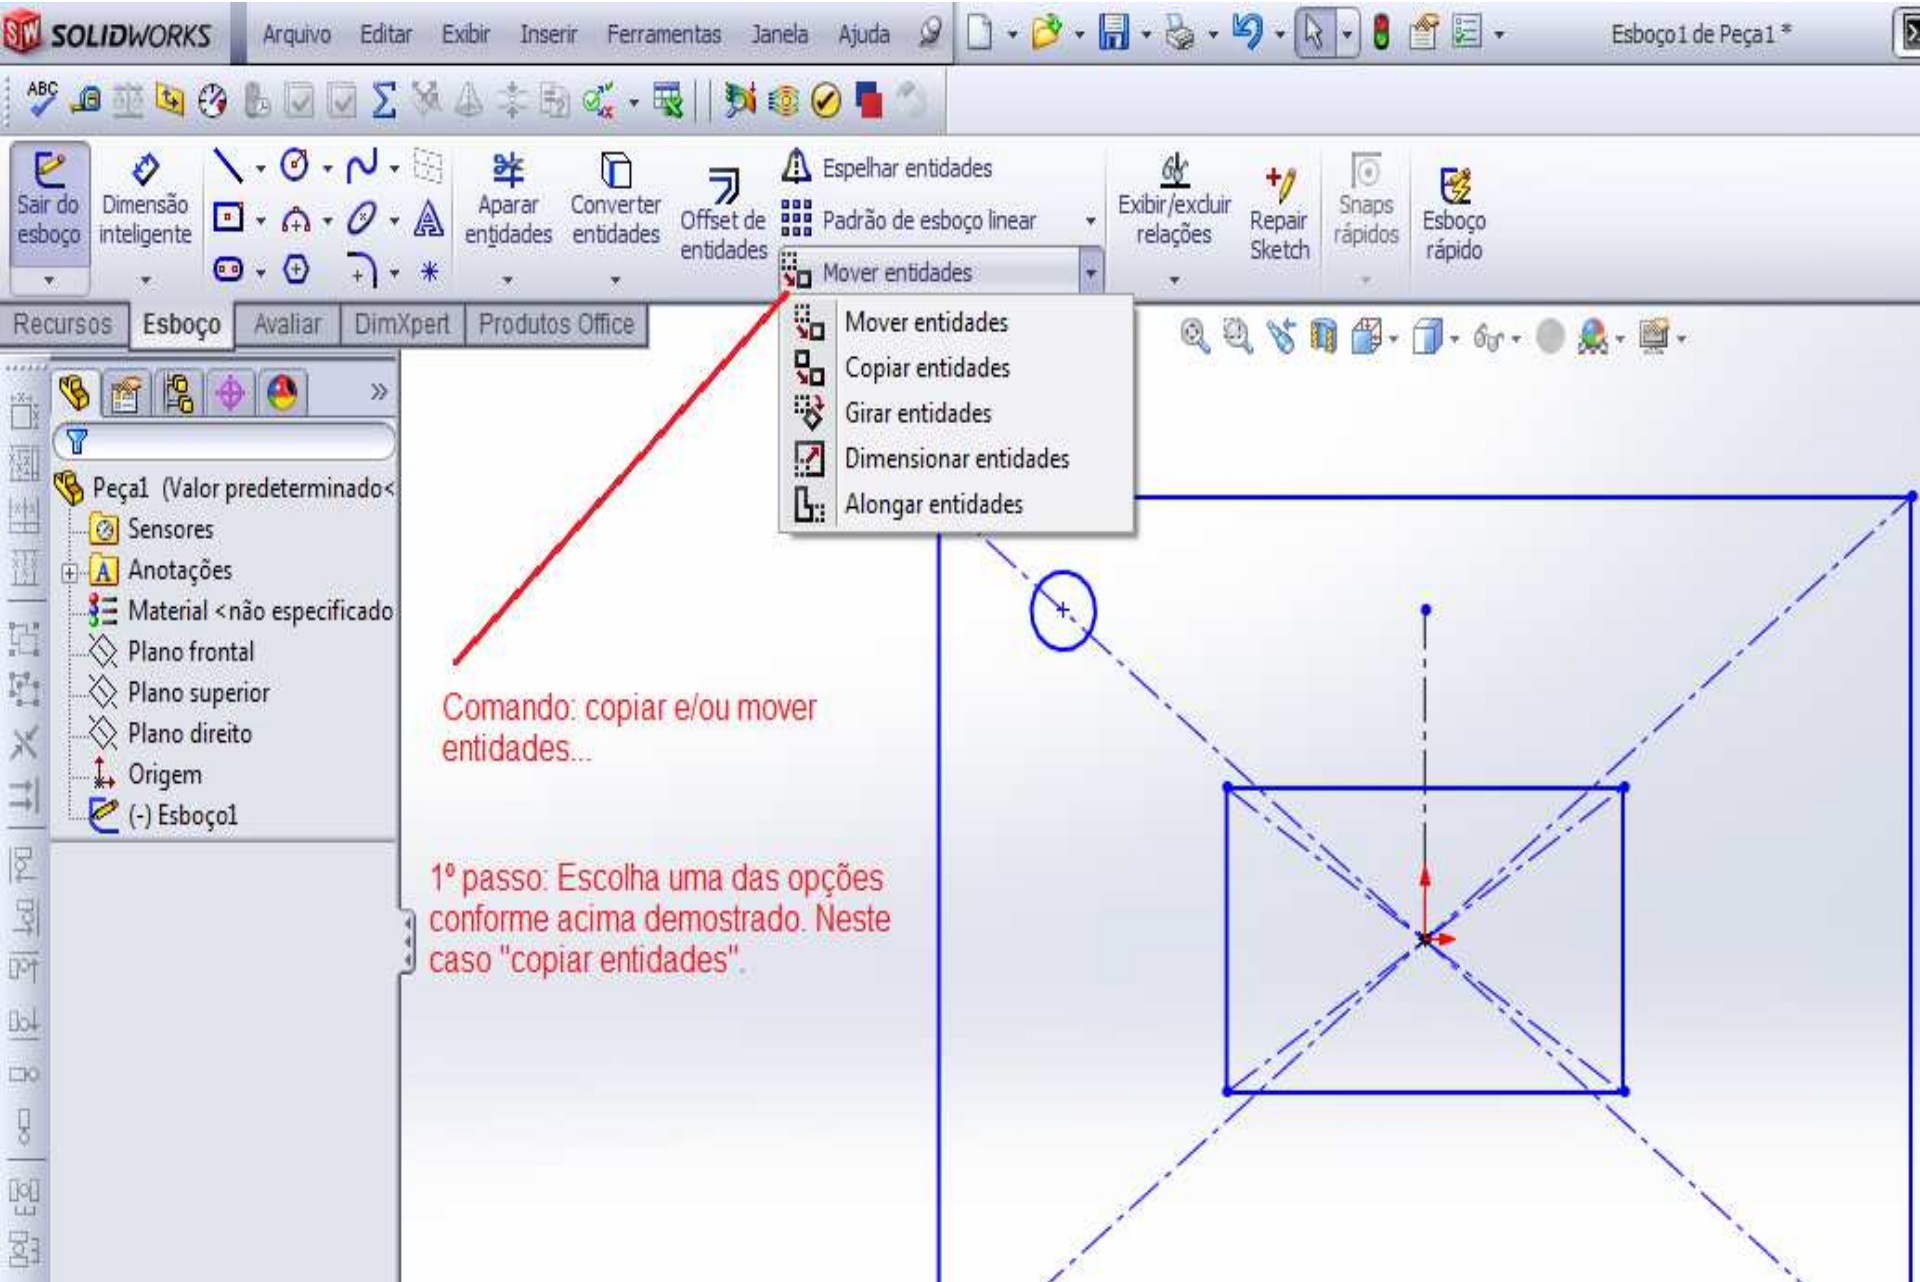 SW SOLIDWORKS Arquivo Editar Exibir Inserir Ferramentas Janela Ajuda Esboço1 de Peça1 *
ABC
Sair do esboço
Dimensão inteligente
Aparar entidades
Converter entidades
Offset de entidades
Espelhar entidades
Padrão de esboço linear
Mover entidades
Exibir/excluir relações
Repair Sketch
Snaps rápidos
Esboço rápido
Recursos Esboço Avaliar DimXpert Produtos Office
Mover entidades
Copiar entidades
Girar entidades
Dimensionar entidades
Alongar entidades
Peça1 (Valor predeterminado<
Sensores
Anotações
Material <não especificado
Plano frontal
Plano superior
Plano direito
Origem
(-) Esboço1
Comando: copiar e/ou mover
entidades...
1º passo: Escolha uma das opções
conforme acima demostrado. Neste
caso "copiar entidades".